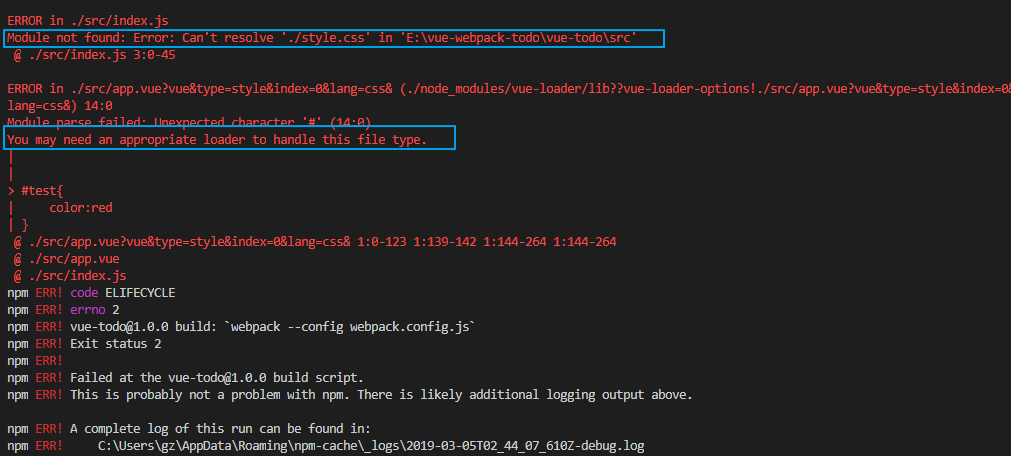 ERROR in ./src/index.js
Module not found: Error: Can't resolve './style.css' in 'E:\vue-webpack-todo\vue-todo\src'
 @ ./src/index.js 3:0-45
ERROR in ./src/app.vue?vue&type=style&index=0&lang=css& (./node_modules/vue-loader/lib??vue-loader-options!./src/app.vue?vue&type=style&index=0&
lang=css&) 14:0
Module parse failed: Unexpected character '#' (14:0)
You may need an appropriate loader to handle this file type.
|
|
> #test{
|     color:red
| }
 @ ./src/app.vue?vue&type=style&index=0&lang=css& 1:0-123 1:139-142 1:144-264 1:144-264
 @ ./src/app.vue
 @ ./src/index.js
npm ERR! code ELIFECYCLE
npm ERR! errno 2
npm ERR! vue-todo@1.0.0 build: `webpack --config webpack.config.js`
npm ERR! Exit status 2
npm ERR!
npm ERR! Failed at the vue-todo@1.0.0 build script.
npm ERR! This is probably not a problem with npm. There is likely additional logging output above.
npm ERR! A complete log of this run can be found in:
npm ERR!     C:\Users\gz\AppData\Roaming\npm-cache\_logs\2019-03-05T02_44_07_610Z-debug.log